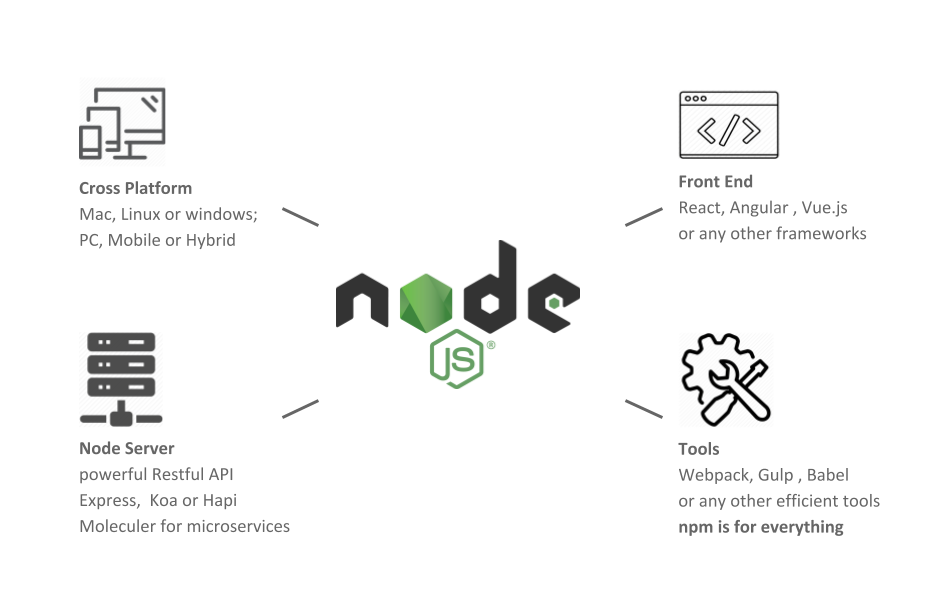 Cross Platform
Mac, Linux or windows;
PC, Mobile or Hybrid
Front End
React, Angular , Vue.js
or any other frameworks
node
JS®
Node Server
powerful Restful API
Express, Koa or Hapi
Moleculer for microservices
Tools
Webpack, Gulp , Babel
or any other efficient tools
npm is for everything